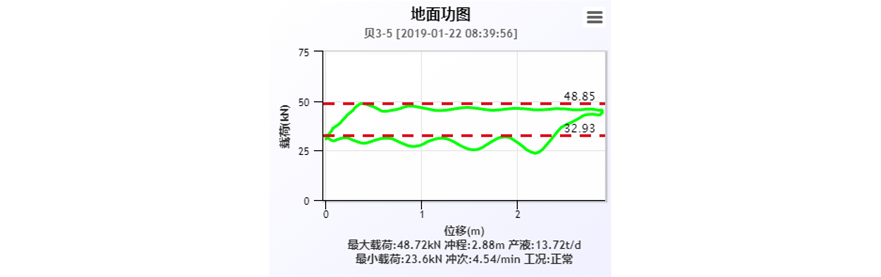 地面功图
贝3-5 [2019-01-22 08:39:56]
75
50
25
0
载荷(kN)
48.85
32.93
0
1
2
位移(m)
最大载荷:48.72kN 冲程:2.88m 产液:13.72t/d
最小载荷:23.6kN 冲次:4.54/min 工况:正常